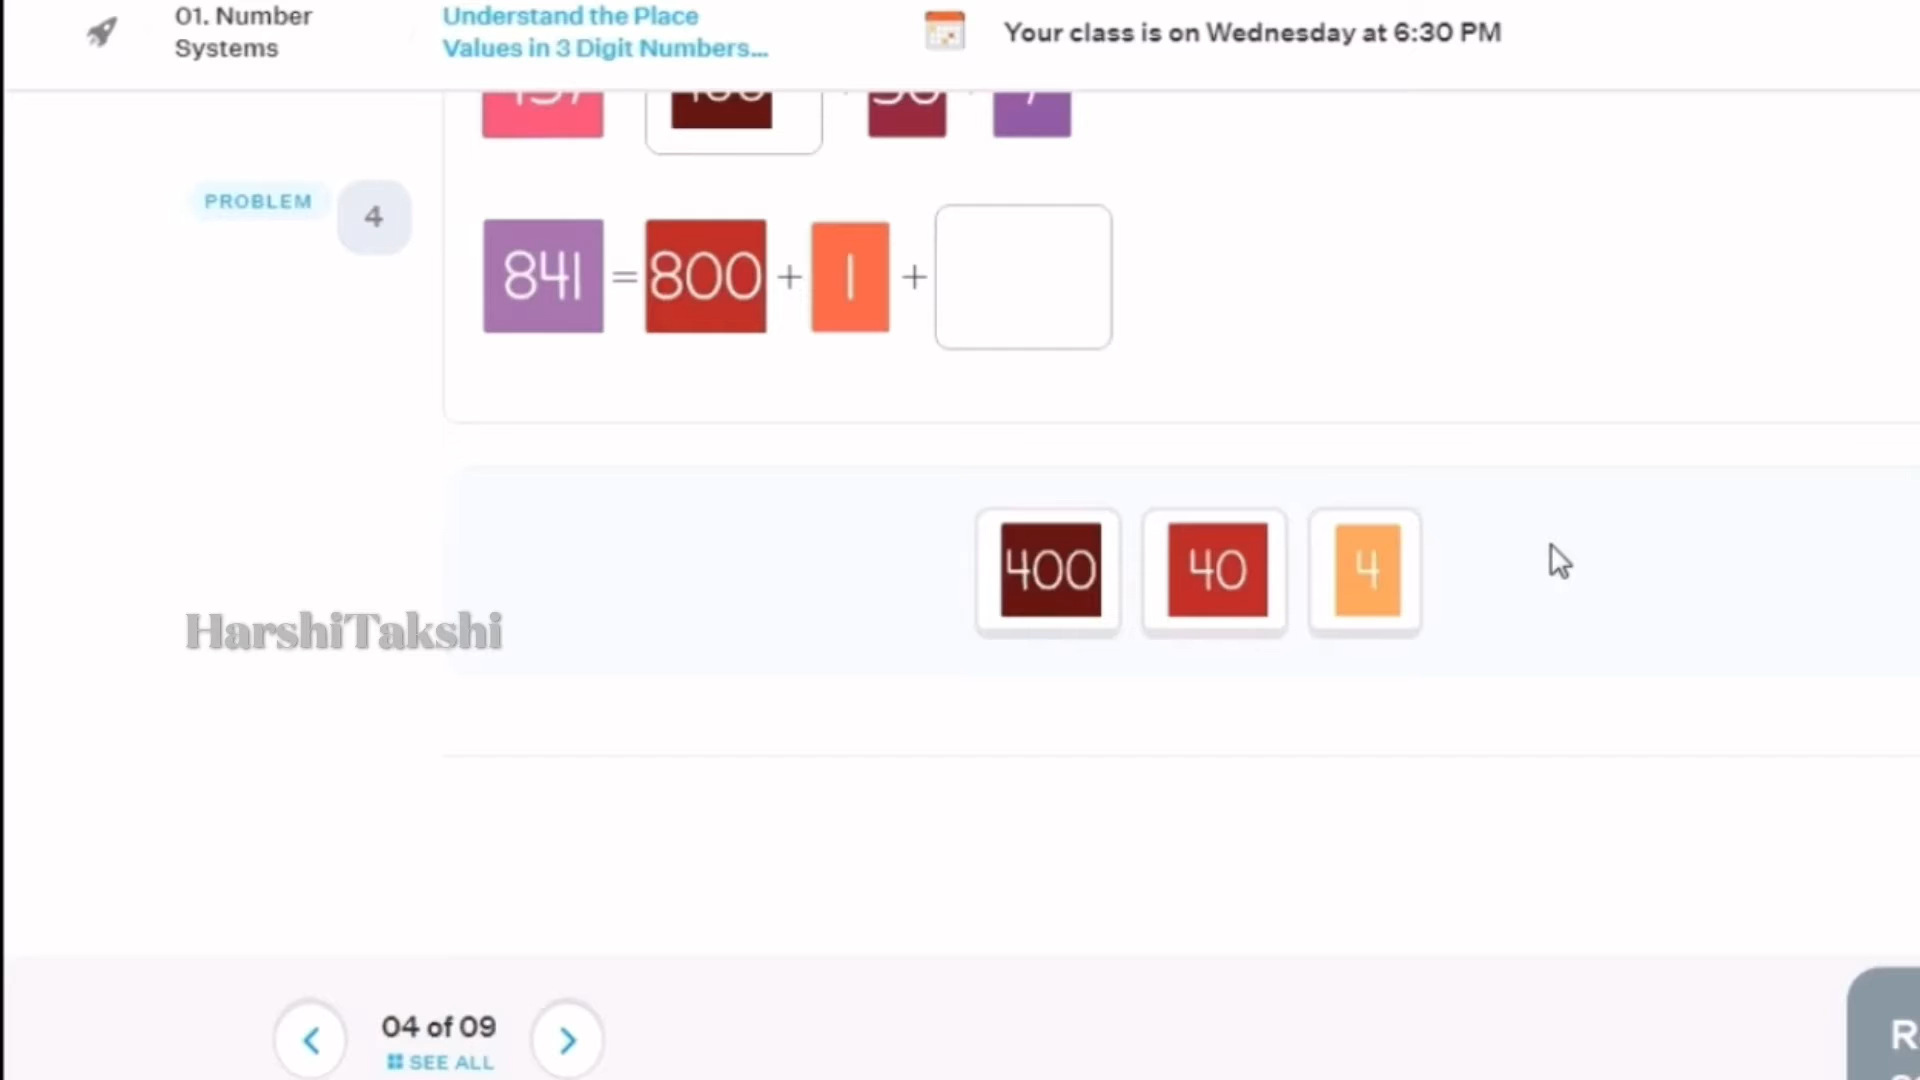 01. Number
Systems
Understand the Place
Values in 3 Digit Numbers...
Your class is on Wednesday at 6:30 PM
PROBLEM
4
841 = 800 + 1 +
400 40 4
HarshiTakshi
04 of 09
SEE ALL